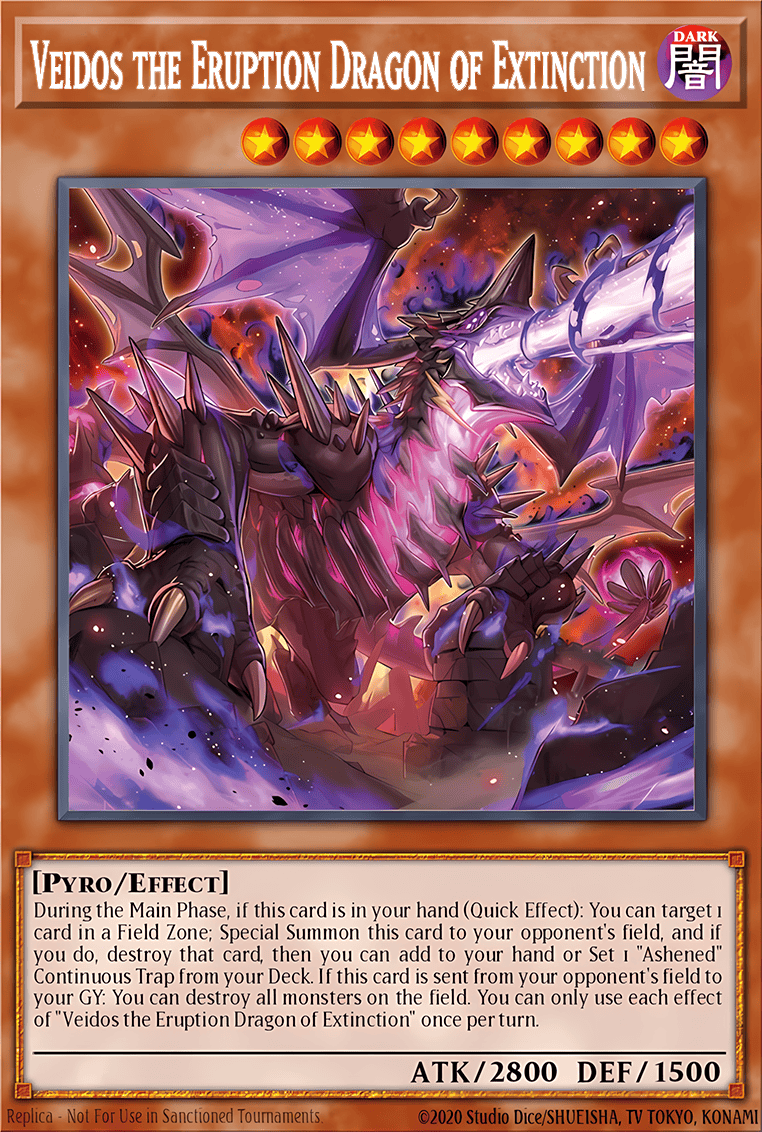 Veidos the Eruption Dragon of Extinction
DARK
闇
[Pyro/Effect]
During the Main Phase, if this card is in your hand (Quick Effect): You can target 1
card in a Field Zone; Special Summon this card to your opponent's field, and if
you do, destroy that card, then you can add to your hand or Set 1 "Ashened"
Continuous Trap from your Deck. If this card is sent from your opponent's field to
your GY: You can destroy all monsters on the field. You can only use each effect
of "Veidos the Eruption Dragon of Extinction" once per turn.
ATK/2800 DEF/1500
Replica - Not For Use in Sanctioned Tournaments. ©2020 Studio Dice/SHUEISHA, TV TOKYO, KONAMI